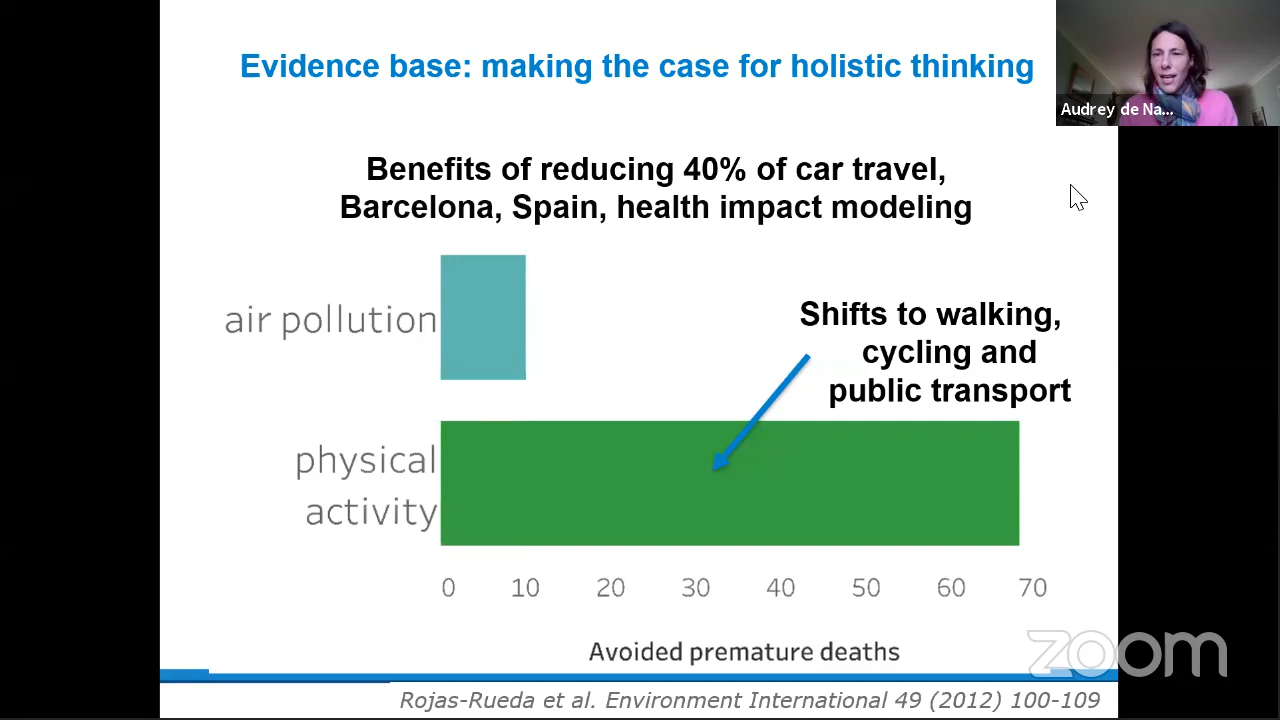 Evidence base: making the case for holistic thinking
Audrey de Na...
Benefits of reducing 40% of car travel,
Barcelona, Spain, health impact modeling
air pollution
Shifts to walking,
cycling and
public transport
physical
activity
0 10 20 30 40 50 60 70
Avoided premature deaths
zoom
Rojas-Rueda et al. Environment International 49 (2012) 100-109